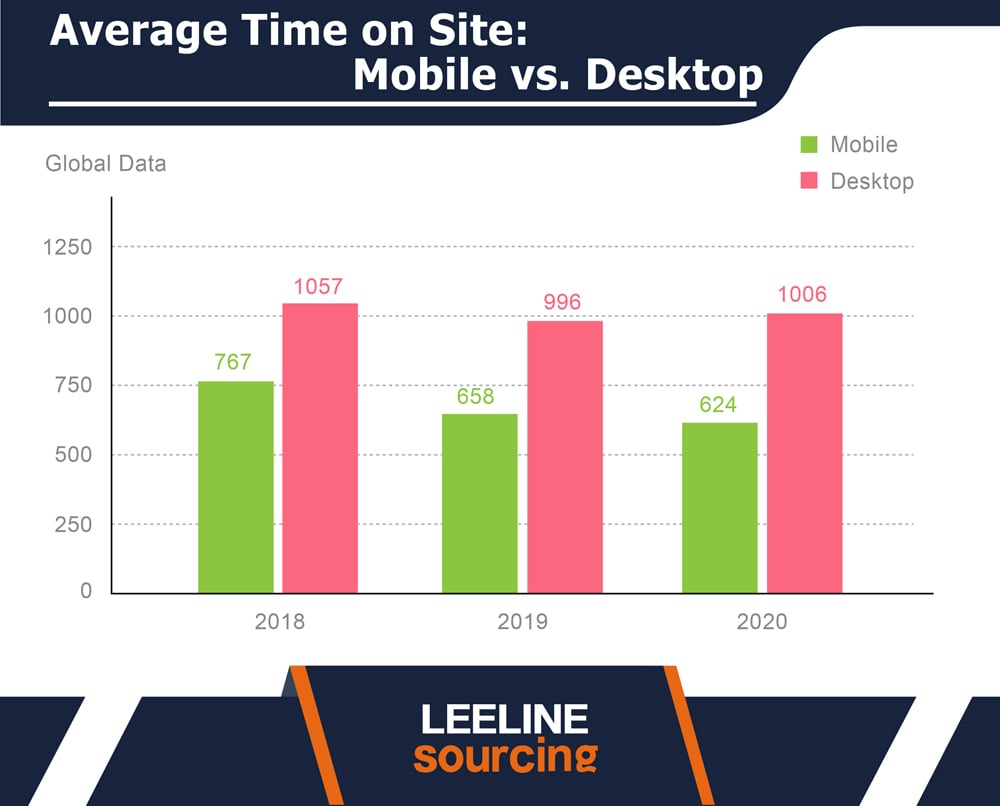 Average Time on Site:
Mobile vs. Desktop
Global Data
Mobile
Desktop
1250
1000
750
500
250
0
767
1057
658
996
624
1006
2018
2019
2020
LEELINE
sourcing